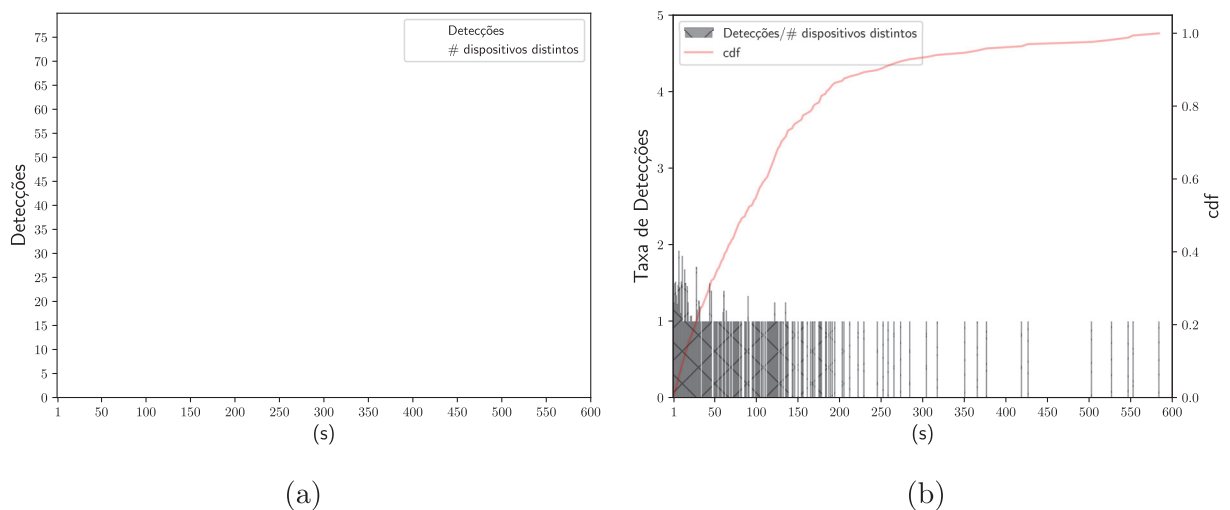 Detecções
# dispositivos distintos
75
70
65
60
55
50
45
40
35
30
25
20
15
10
5
0
Detecções
1 50 100 150 200 250 300 350 400 450 500 550 600
(s)
(a)
Detecções/# dispositivos distintos
cdf
5
4
3
2
1
0
Taxa de Detecções
1.0
0.8
0.6
0.4
0.2
0.0
cdf
1 50 100 150 200 250 300 350 400 450 500 550 600
(s)
(b)